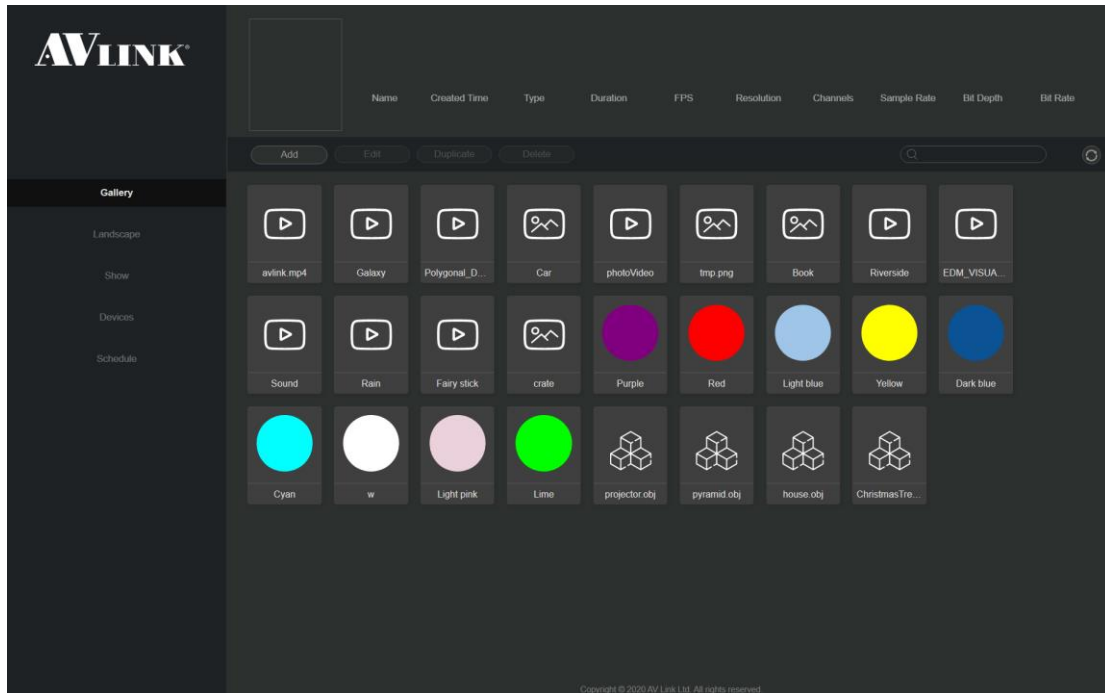 AVLINK®
Name Created Time Type Duration FPS Resolution Channels Sample Rate Bit Depth Bit Rate
Add Edit Duplicate Delete
Gallery
Landscape
Show
Devices
Schedule
avlink.mp4 Galaxy Polygonal_D... Car photoVideo tmp.png Book Riverside EDM_VISUA...
Sound Rain Fairy stick crate Purple Red Light blue Yellow Dark blue
Cyan w Light pink Lime projector.obj pyramid.obj house.obj ChristmasTre...
Copyright © 2020 AV Link Ltd. All rights reserved.